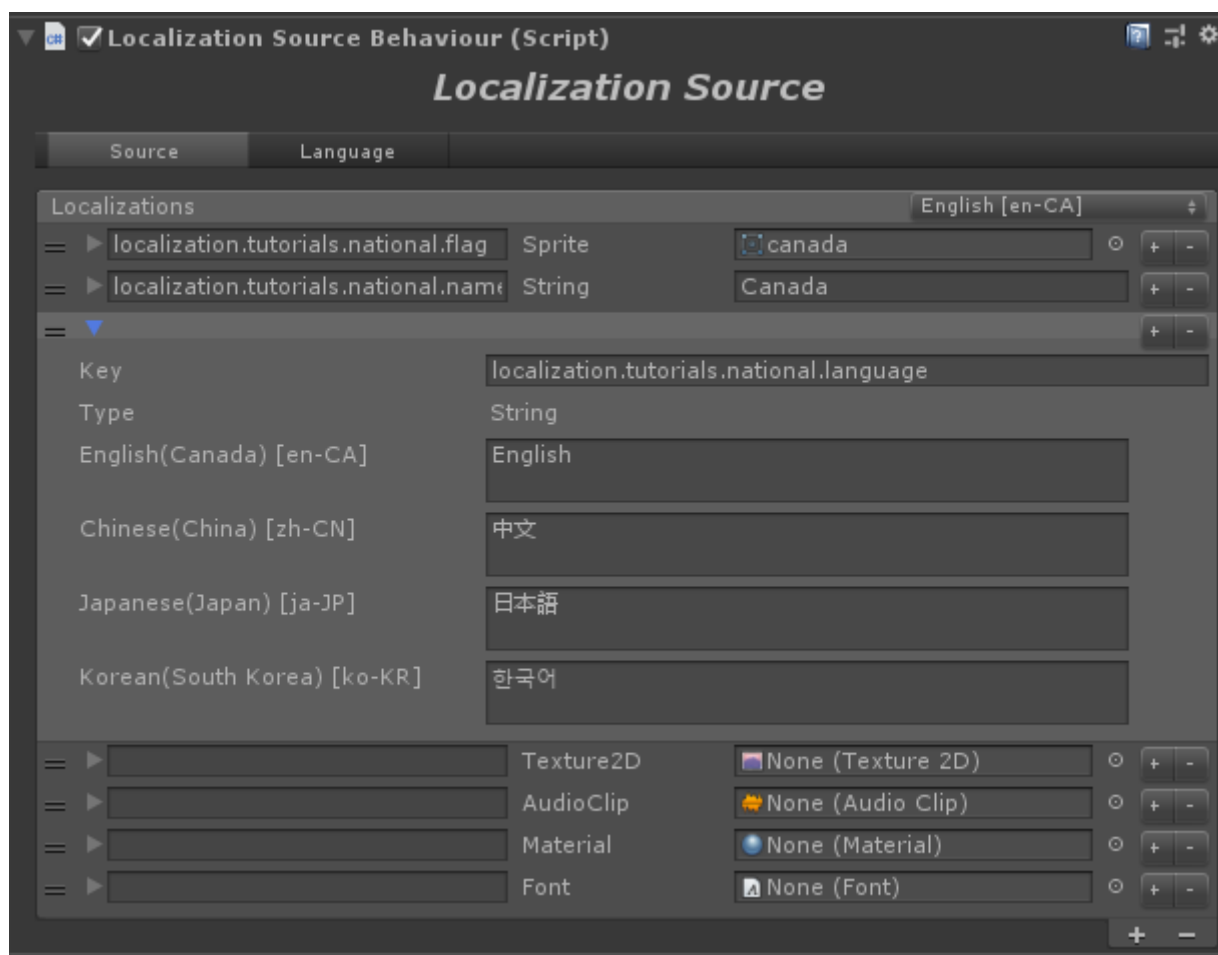 Localization Source Behaviour (Script)
Localization Source
Source Language
Localizations English [en-CA]
localization.tutorials.national.flag Sprite canada + -
localization.tutorials.national.name String Canada + -
+ -
Key localization.tutorials.national.language
Type String
English(Canada) [en-CA] English
Chinese(China) [zh-CN] 中文
Japanese(Japan) [ja-JP] 日本語
Korean(South Korea) [ko-KR] 한국어
Texture2D None (Texture 2D) + -
AudioClip None (Audio Clip) + -
Material None (Material) + -
Font None (Font) + -
+ −